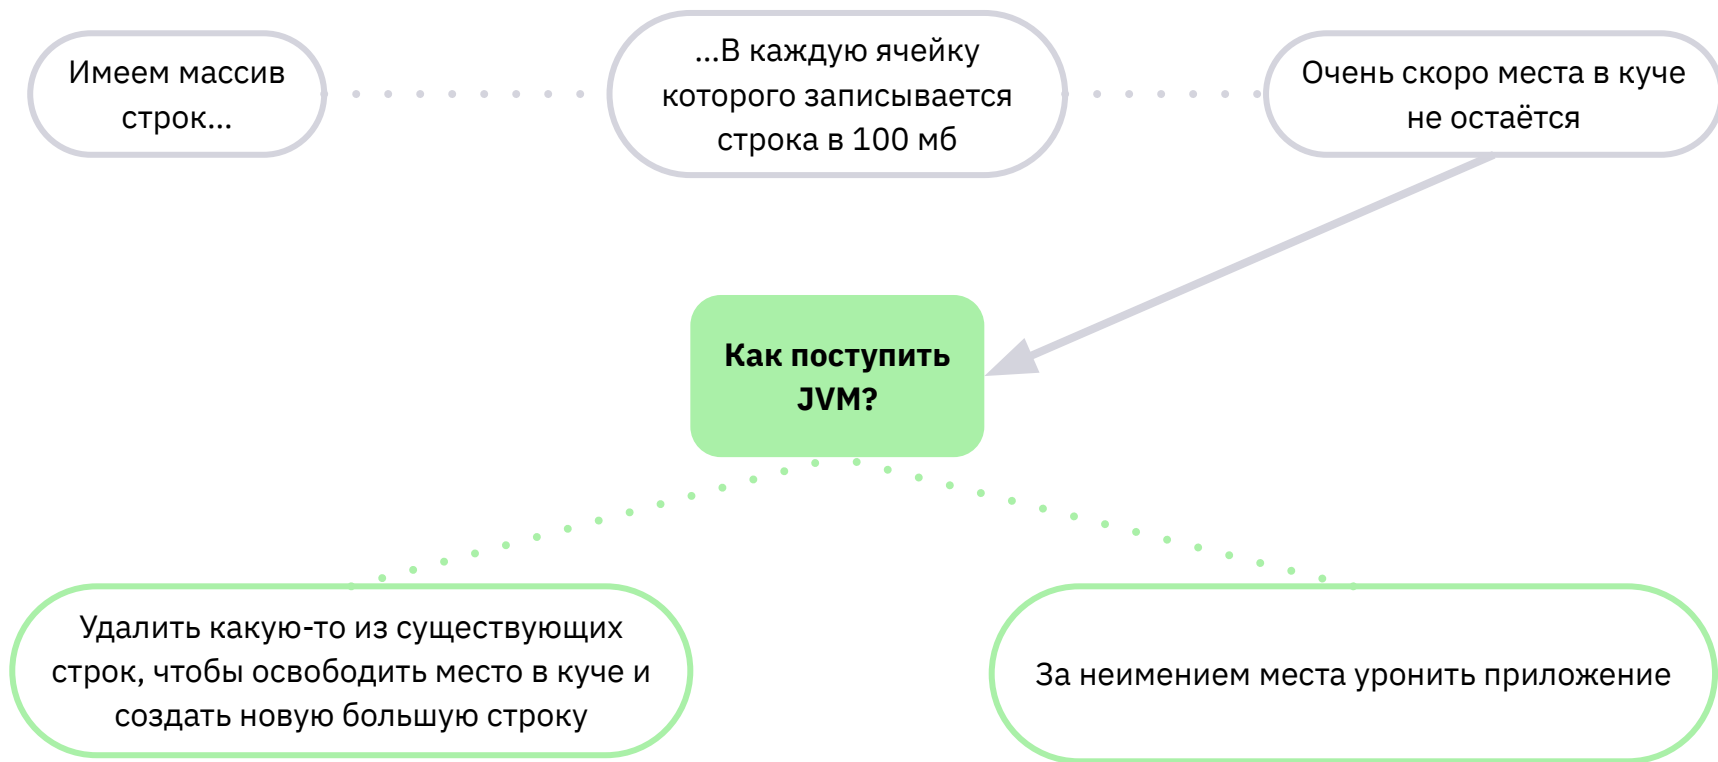 Имеем массив
строк...
...В каждую ячейку
которого записывается
строка в 100 мб
Очень скоро места в куче
не остаётся
Как поступить
JVM?
Удалить какую-то из существующих
строк, чтобы освободить место в куче и
создать новую большую строку
За неимением места уронить приложение